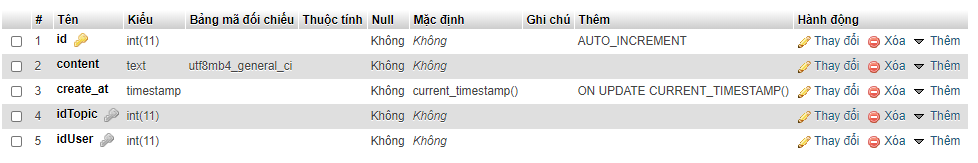 # Tên Kiểu Bảng mã đối chiếu Thuộc tính Null Mặc định Ghi chú Thêm Hành động
1 id int(11) Không Không AUTO_INCREMENT Thay đổi Xóa Thêm
2 content text utf8mb4_general_ci Không Không Thay đổi Xóa Thêm
3 create_at timestamp Không current_timestamp() ON UPDATE CURRENT_TIMESTAMP() Thay đổi Xóa Thêm
4 idTopic int(11) Không Không Thay đổi Xóa Thêm
5 idUser int(11) Không Không Thay đổi Xóa Thêm